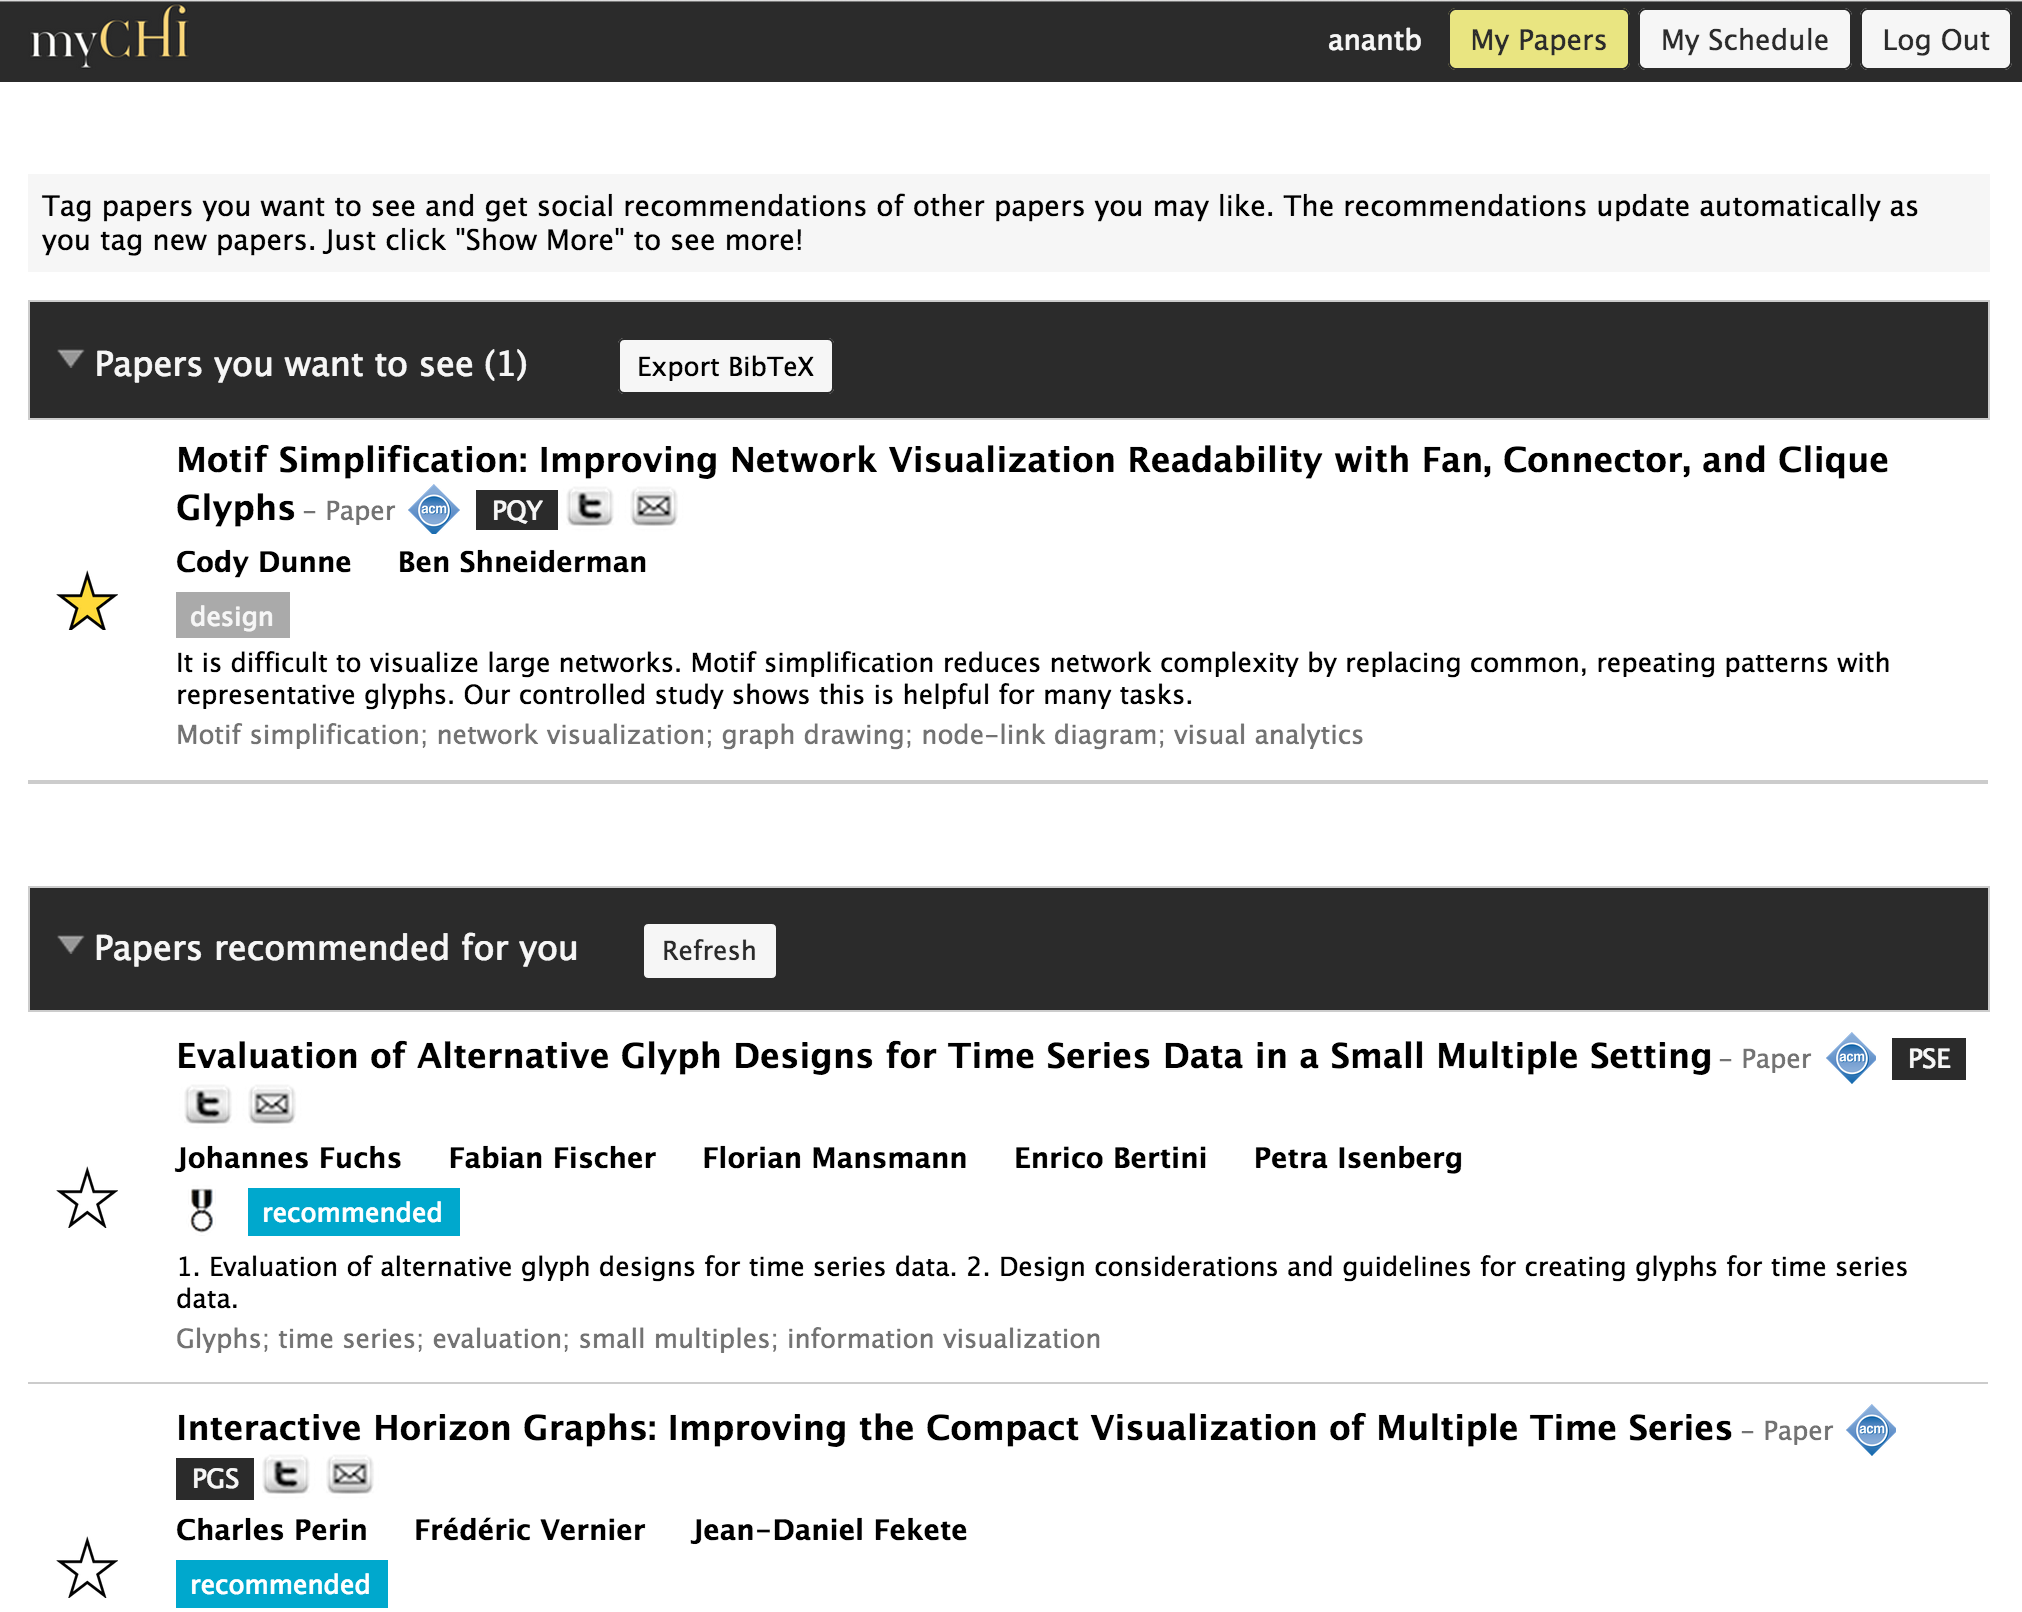 myCHI
anantb My Papers My Schedule Log Out
Tag papers you want to see and get social recommendations of other papers you may like. The recommendations update automatically as
you tag new papers. Just click "Show More" to see more!
Papers you want to see (1) Export BibTeX
Motif Simplification: Improving Network Visualization Readability with Fan, Connector, and Clique
Glyphs – Paper acm PQY t
Cody Dunne Ben Shneiderman
design
It is difficult to visualize large networks. Motif simplification reduces network complexity by replacing common, repeating patterns with
representative glyphs. Our controlled study shows this is helpful for many tasks.
Motif simplification; network visualization; graph drawing; node-link diagram; visual analytics
Papers recommended for you Refresh
Evaluation of Alternative Glyph Designs for Time Series Data in a Small Multiple Setting – Paper acm PSE
t
Johannes Fuchs Fabian Fischer Florian Mansmann Enrico Bertini Petra Isenberg
recommended
1. Evaluation of alternative glyph designs for time series data. 2. Design considerations and guidelines for creating glyphs for time series
data.
Glyphs; time series; evaluation; small multiples; information visualization
Interactive Horizon Graphs: Improving the Compact Visualization of Multiple Time Series – Paper acm
PGS t
Charles Perin Frédéric Vernier Jean-Daniel Fekete
recommended